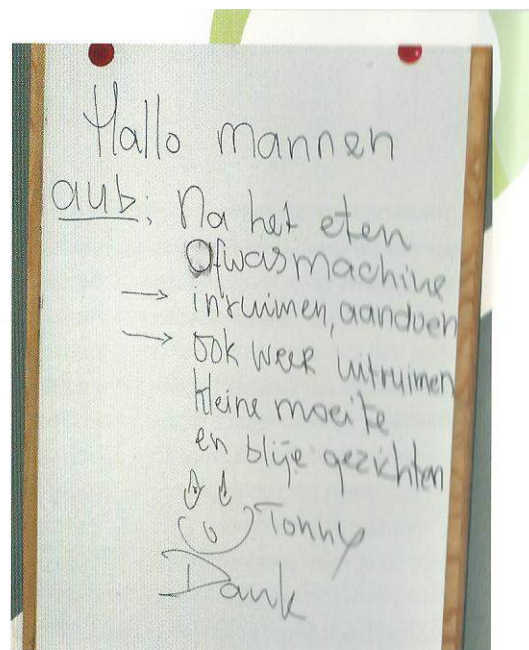 Hallo mannen
aub: Na het eten
Afwasmachine
→ inruimen, aandoen
→ ook weer uitruimen
kleine moeite
en blije gezichten
Tonny
Dank